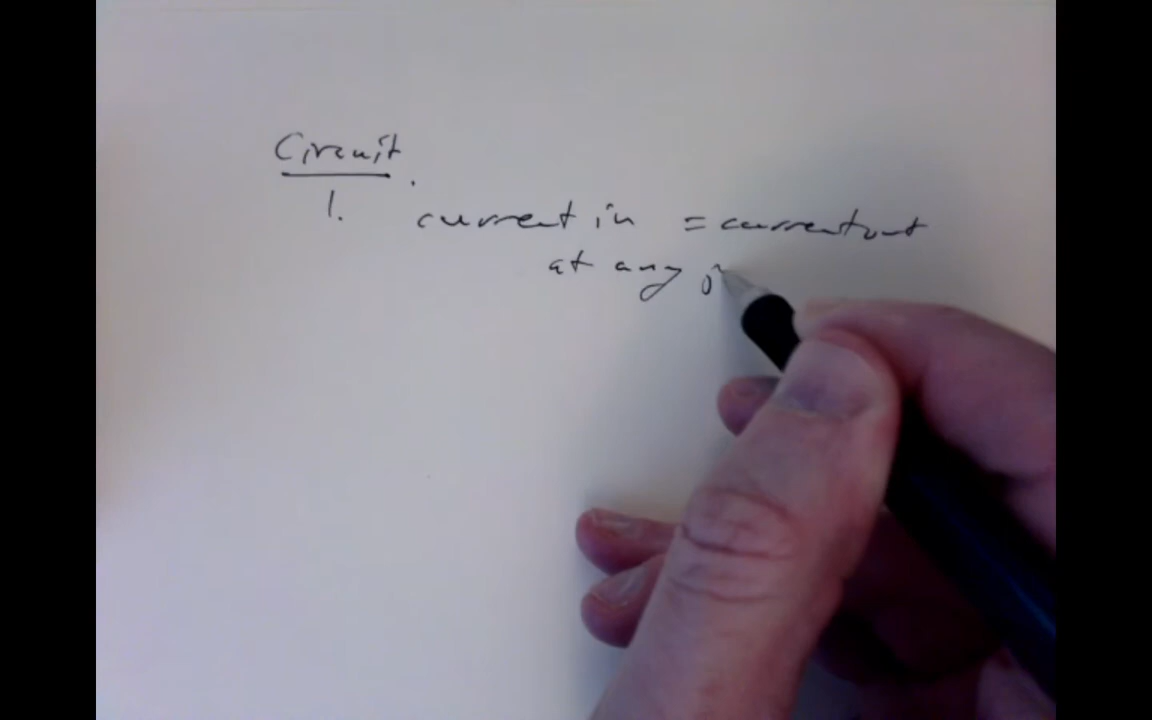 Circuit
1. current in = current out
at any